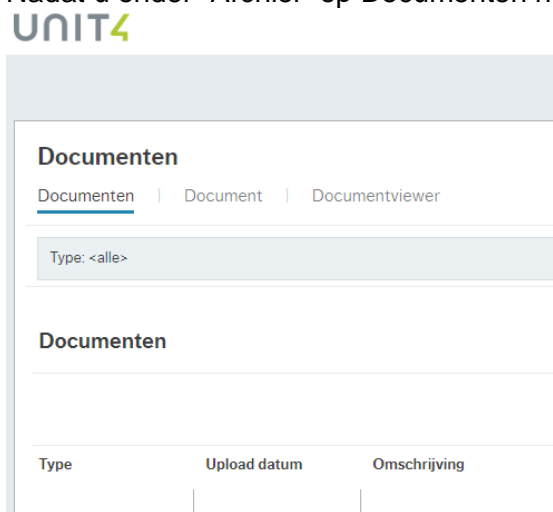 UNIT4
Documenten
Documenten | Document | Documentviewer
Type: <alle>
Documenten
Type Upload datum Omschrijving